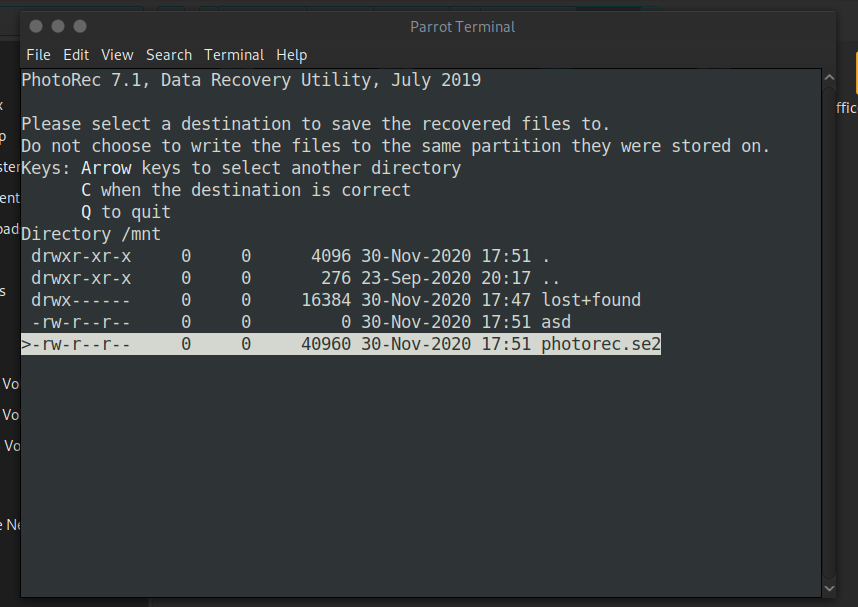 Parrot Terminal
File Edit View Search Terminal Help
PhotoRec 7.1, Data Recovery Utility, July 2019
Please select a destination to save the recovered files to.
Do not choose to write the files to the same partition they were stored on.
Keys: Arrow keys to select another directory
C when the destination is correct
Q to quit
Directory /mnt
drwxr-xr-x 0 0 4096 30-Nov-2020 17:51 .
drwxr-xr-x 0 0 276 23-Sep-2020 20:17 ..
drwx------ 0 0 16384 30-Nov-2020 17:47 lost+found
-rw-r--r-- 0 0 0 30-Nov-2020 17:51 asd
>-rw-r--r-- 0 0 40960 30-Nov-2020 17:51 photorec.se2
Vo
Vo
Vo